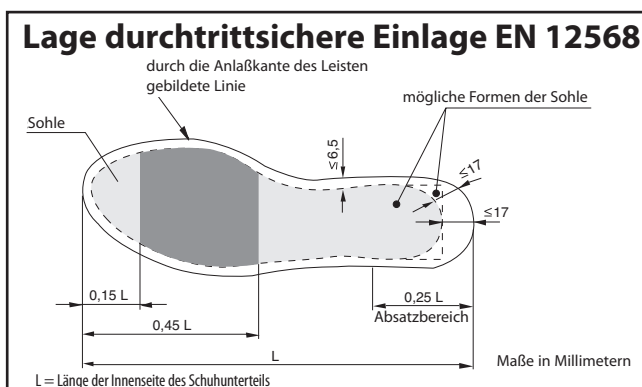 Lage durchtrittsichere Einlage EN 12568
durch die Anlaßkante des Leisten
gebildete Linie
mögliche Formen der Sohle
Sohle
≤ 6,5
≤17
≤17
0,15 L
0,25 L
Absatzbereich
0,45 L
L
Maße in Millimetern
L = Länge der Innenseite des Schuhunterteils